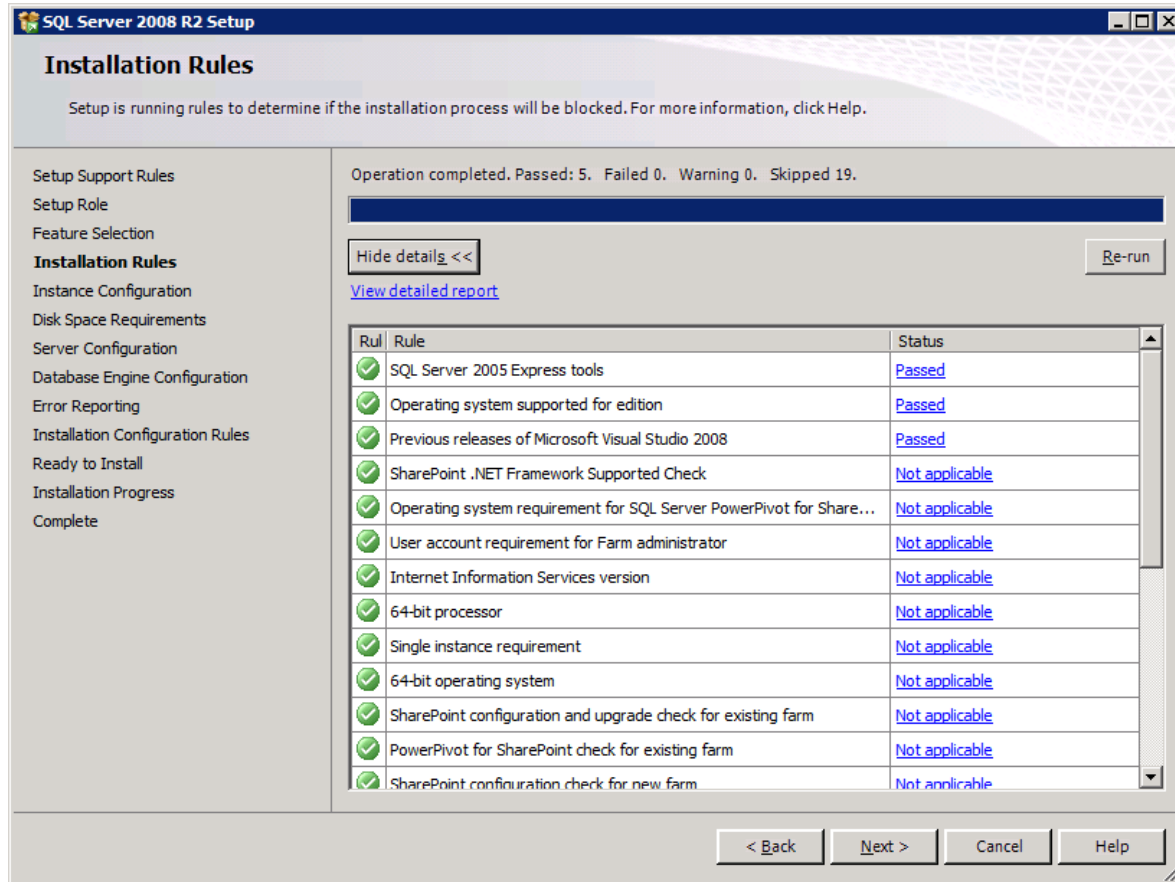 SQL Server 2008 R2 Setup
Installation Rules
Setup is running rules to determine if the installation process will be blocked. For more information, click Help.
Setup Support Rules
Setup Role
Feature Selection
Installation Rules
Instance Configuration
Disk Space Requirements
Server Configuration
Database Engine Configuration
Error Reporting
Installation Configuration Rules
Ready to Install
Installation Progress
Complete
Operation completed. Passed: 5.   Failed 0.   Warning 0.   Skipped 19.
Hide details <<
Re-run
View detailed report
Rul Rule Status
SQL Server 2005 Express tools Passed
Operating system supported for edition Passed
Previous releases of Microsoft Visual Studio 2008 Passed
SharePoint .NET Framework Supported Check Not applicable
Operating system requirement for SQL Server PowerPivot for Share... Not applicable
User account requirement for Farm administrator Not applicable
Internet Information Services version Not applicable
64-bit processor Not applicable
Single instance requirement Not applicable
64-bit operating system Not applicable
SharePoint configuration and upgrade check for existing farm Not applicable
PowerPivot for SharePoint check for existing farm Not applicable
SharePoint configuration check for new farm Not applicable
< Back Next > Cancel Help